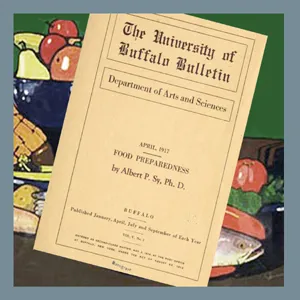 The University of
Buffalo Bulletin
Department of Arts and Sciences
APRIL, 1917
FOOD PREPAREDNESS
by Albert P. Sy, Ph. D.
BUFFALO
Published January, April, July and September of Each Year